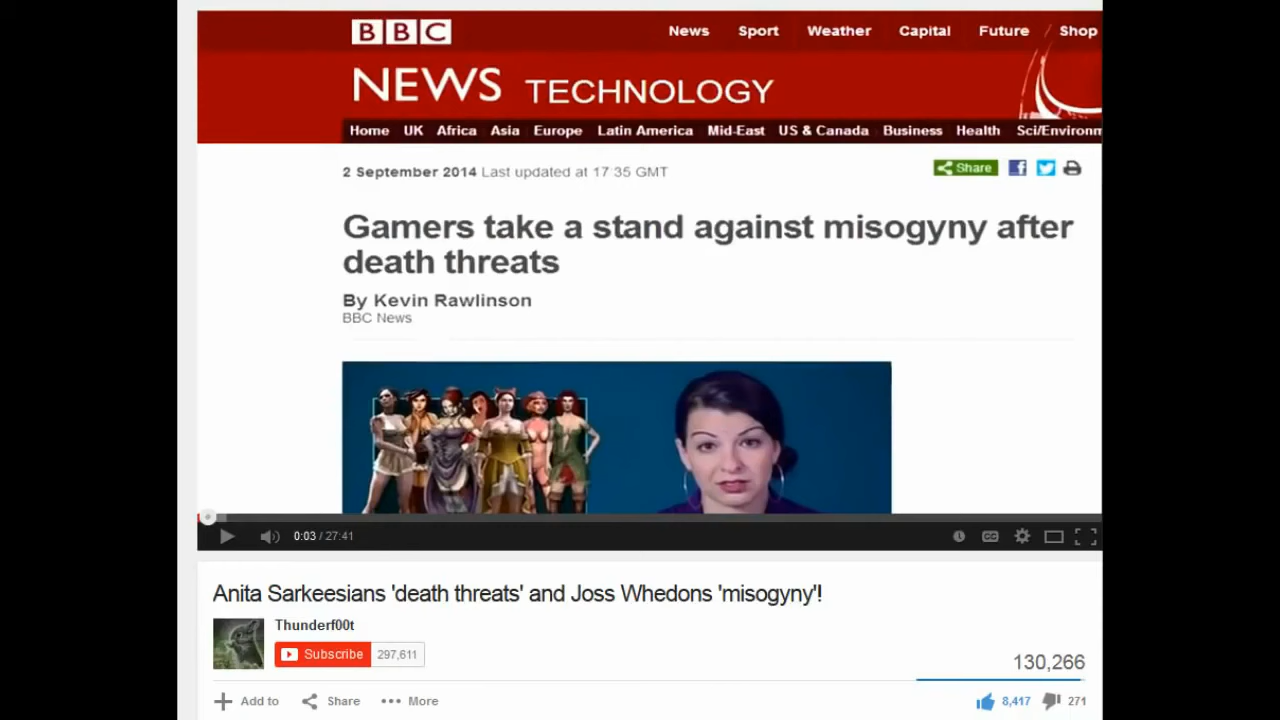 BBC
News Sport Weather Capital Future Shop
NEWS TECHNOLOGY
Home UK Africa Asia Europe Latin America Mid-East US & Canada Business Health Sci/Environm
2 September 2014 Last updated at 17:35 GMT
Share
Gamers take a stand against misogyny after
death threats
By Kevin Rawlinson
BBC News
0:03 / 27:41
CC
Anita Sarkeesians 'death threats' and Joss Whedons 'misogyny'!
Thunderf00t
Subscribe 297,611
130,266
Add to Share More
8,417 271